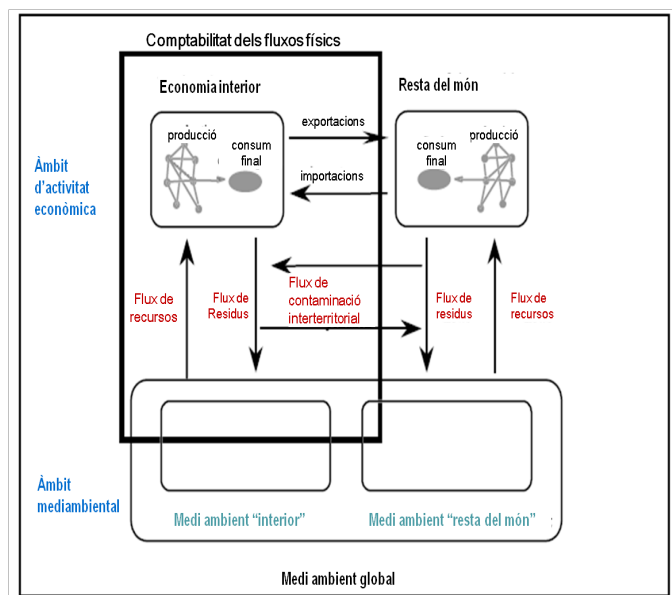 Comptabilitat dels fluxos físics
Economia interior
Resta del món
producció
consum
final
exportacions
importacions
consum
final
producció
Àmbit
d'activitat
econòmica
Flux de
recursos
Flux de
Residus
Flux de
contaminació
interterritorial
Flux de
residus
Flux de
recursos
Àmbit
mediambiental
Medi ambient “interior”
Medi ambient “resta del món”
Medi ambient global